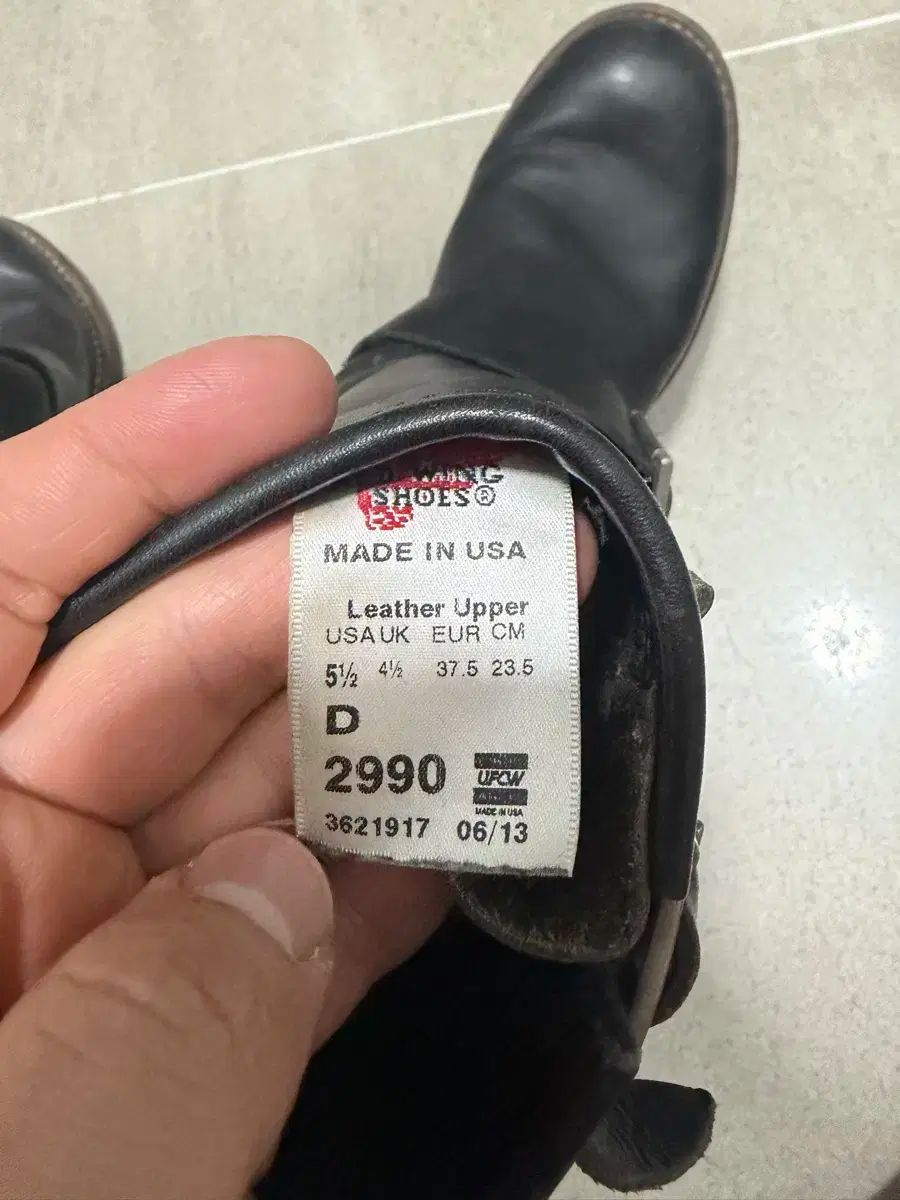 WING
SHOES®
MADE IN USA
Leather Upper
USA UK EUR CM
5½ 4½ 37.5 23.5
D
2990
UFCW
MADE IN USA
3621917 06/13